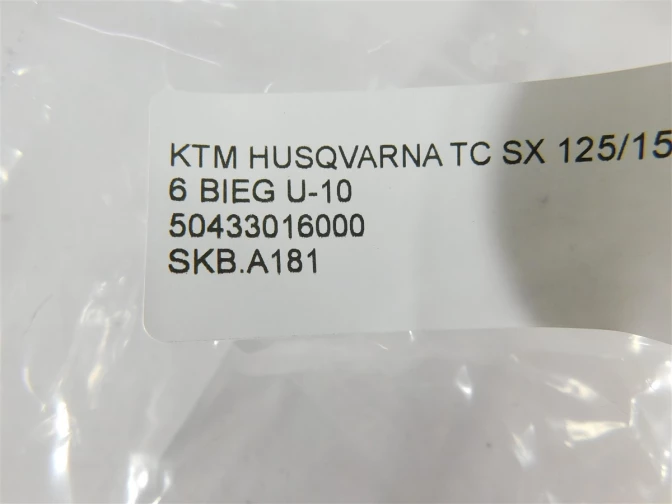 KTM HUSQVARNA TC SX 125/15
6 BIEG U-10
50433016000
SKB.A181